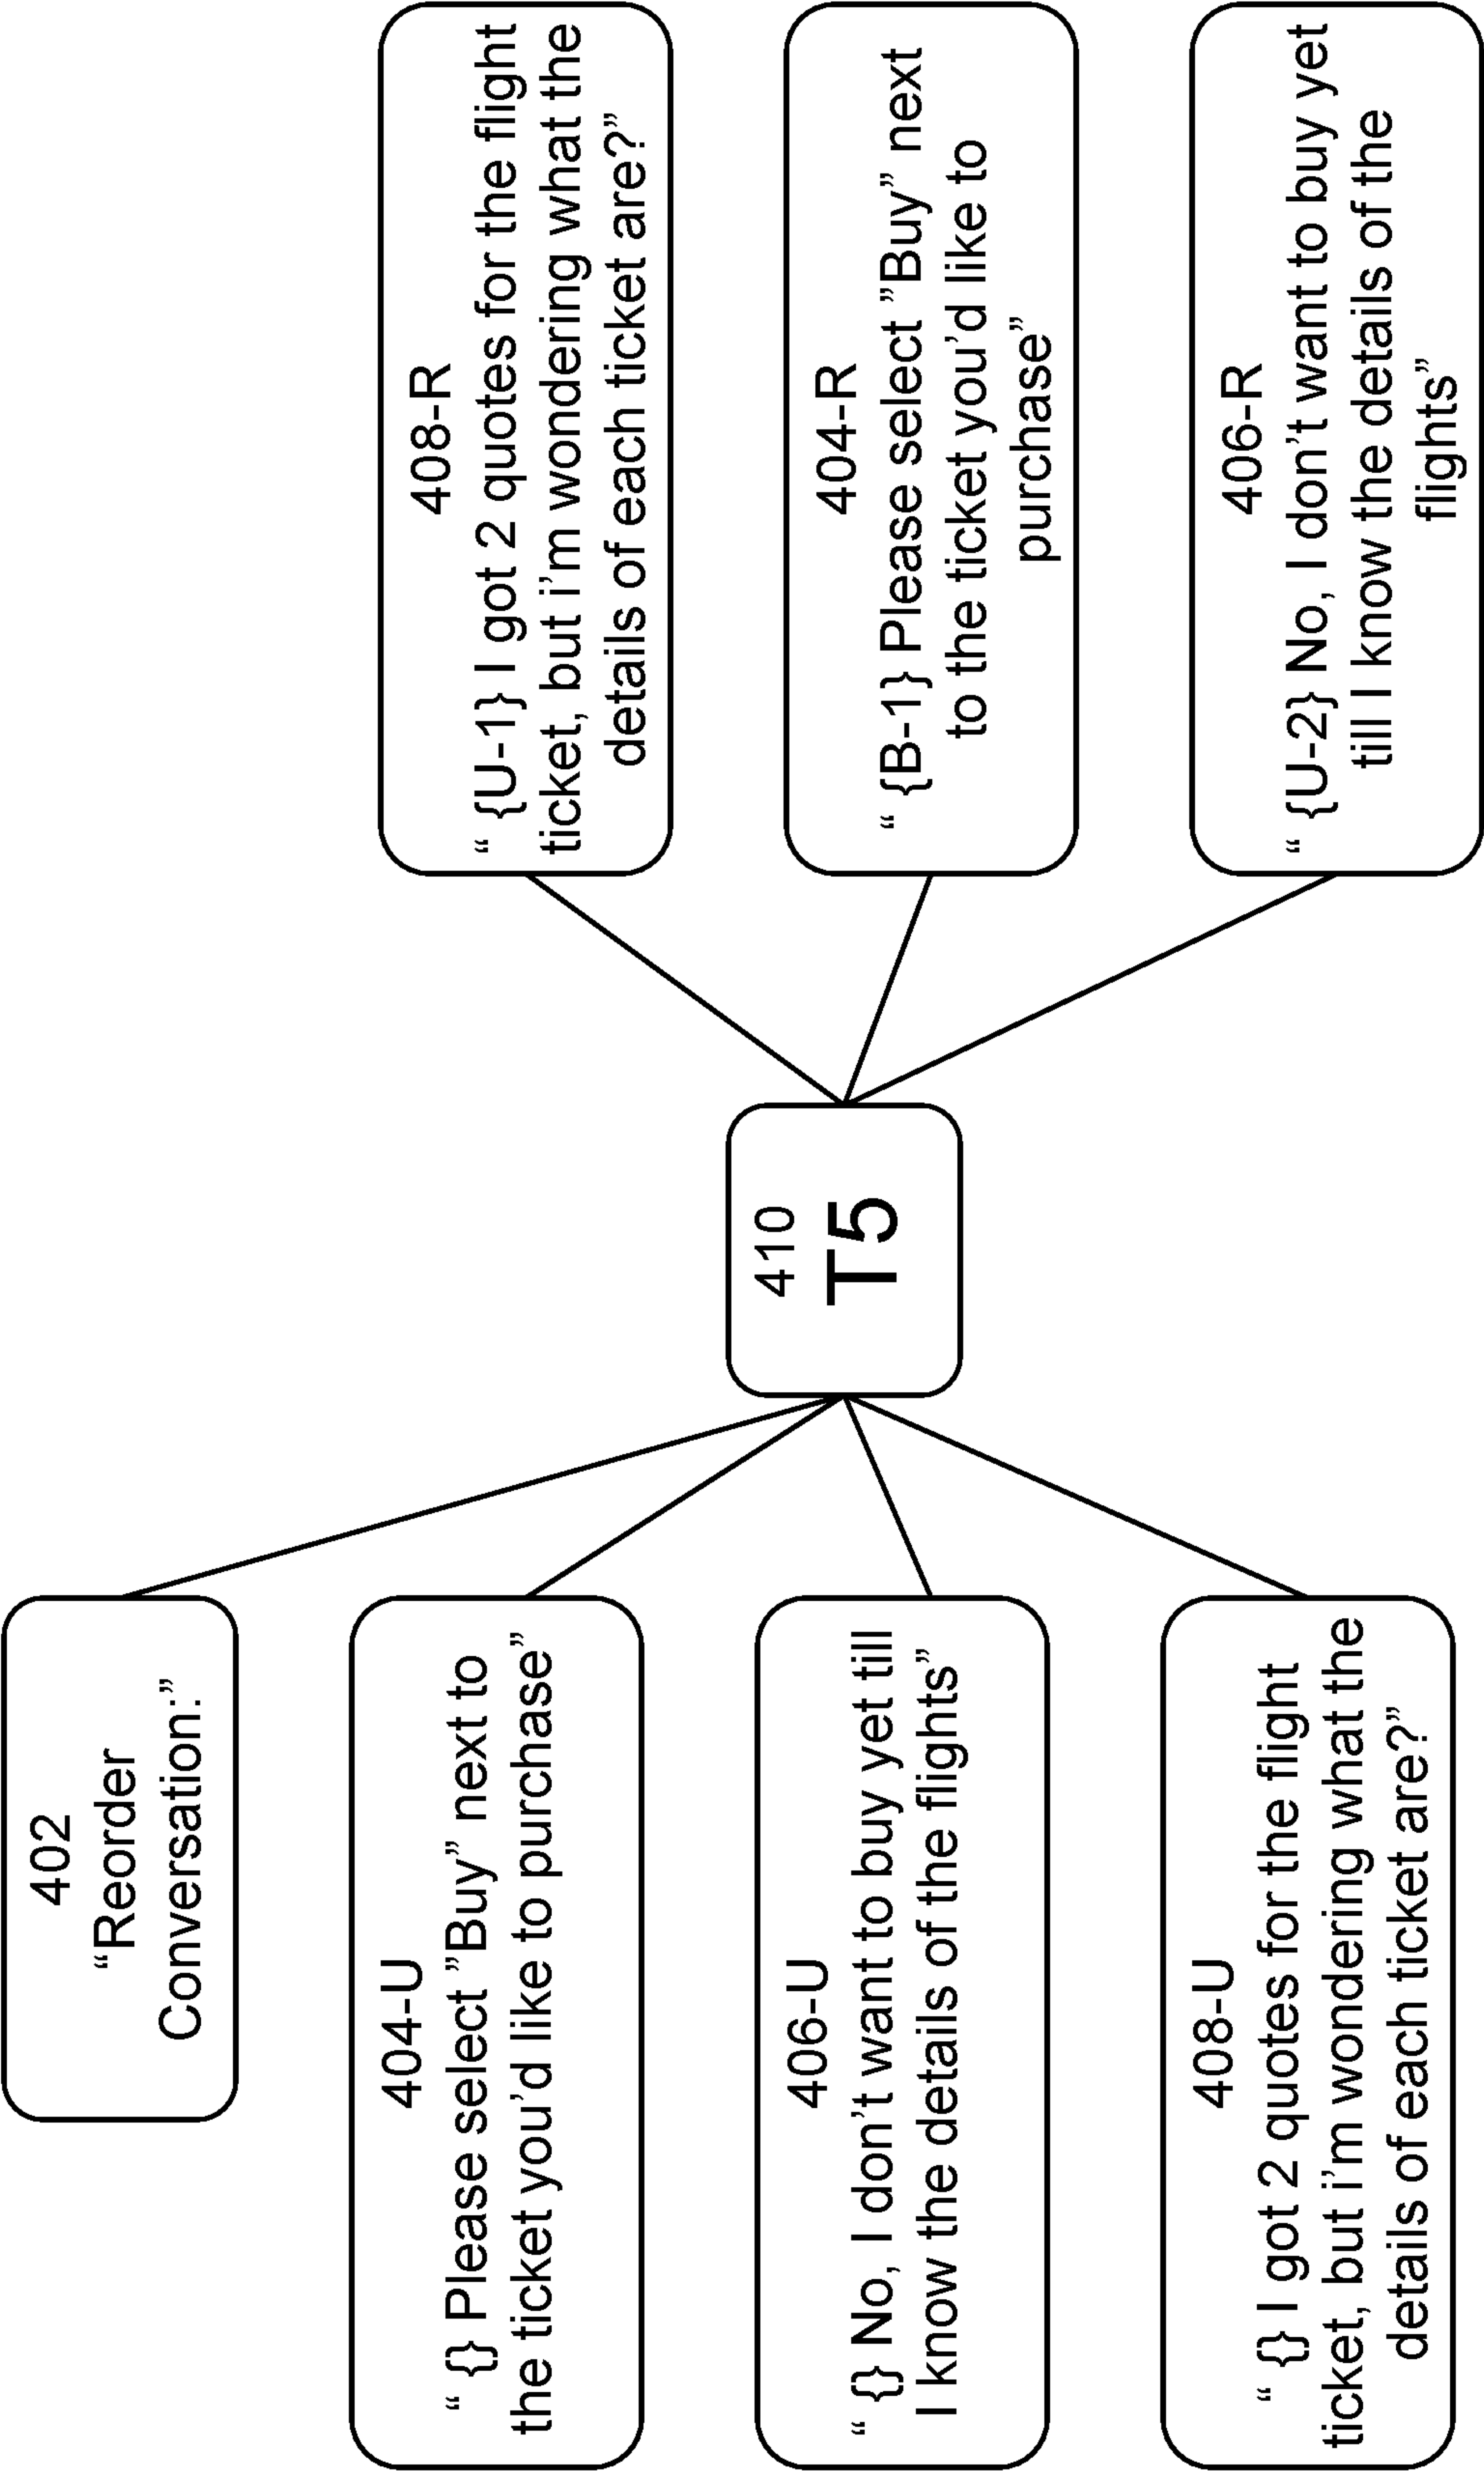 402
“Reorder
Conversation:”
404-U
“ {} Please select ”Buy” next to
the ticket you’d like to purchase”
406-U
“ {} No, I don’t want to buy yet till
I know the details of the flights”
408-U
“ {} I got 2 quotes for the flight
ticket, but i’m wondering what the
details of each ticket are?”
410
T5
408-R
“ {U-1} I got 2 quotes for the flight
ticket, but i’m wondering what the
details of each ticket are?”
404-R
“ {B-1} Please select ”Buy” next
to the ticket you’d like to
purchase”
406-R
“ {U-2} No, I don’t want to buy yet
till I know the details of the
flights”